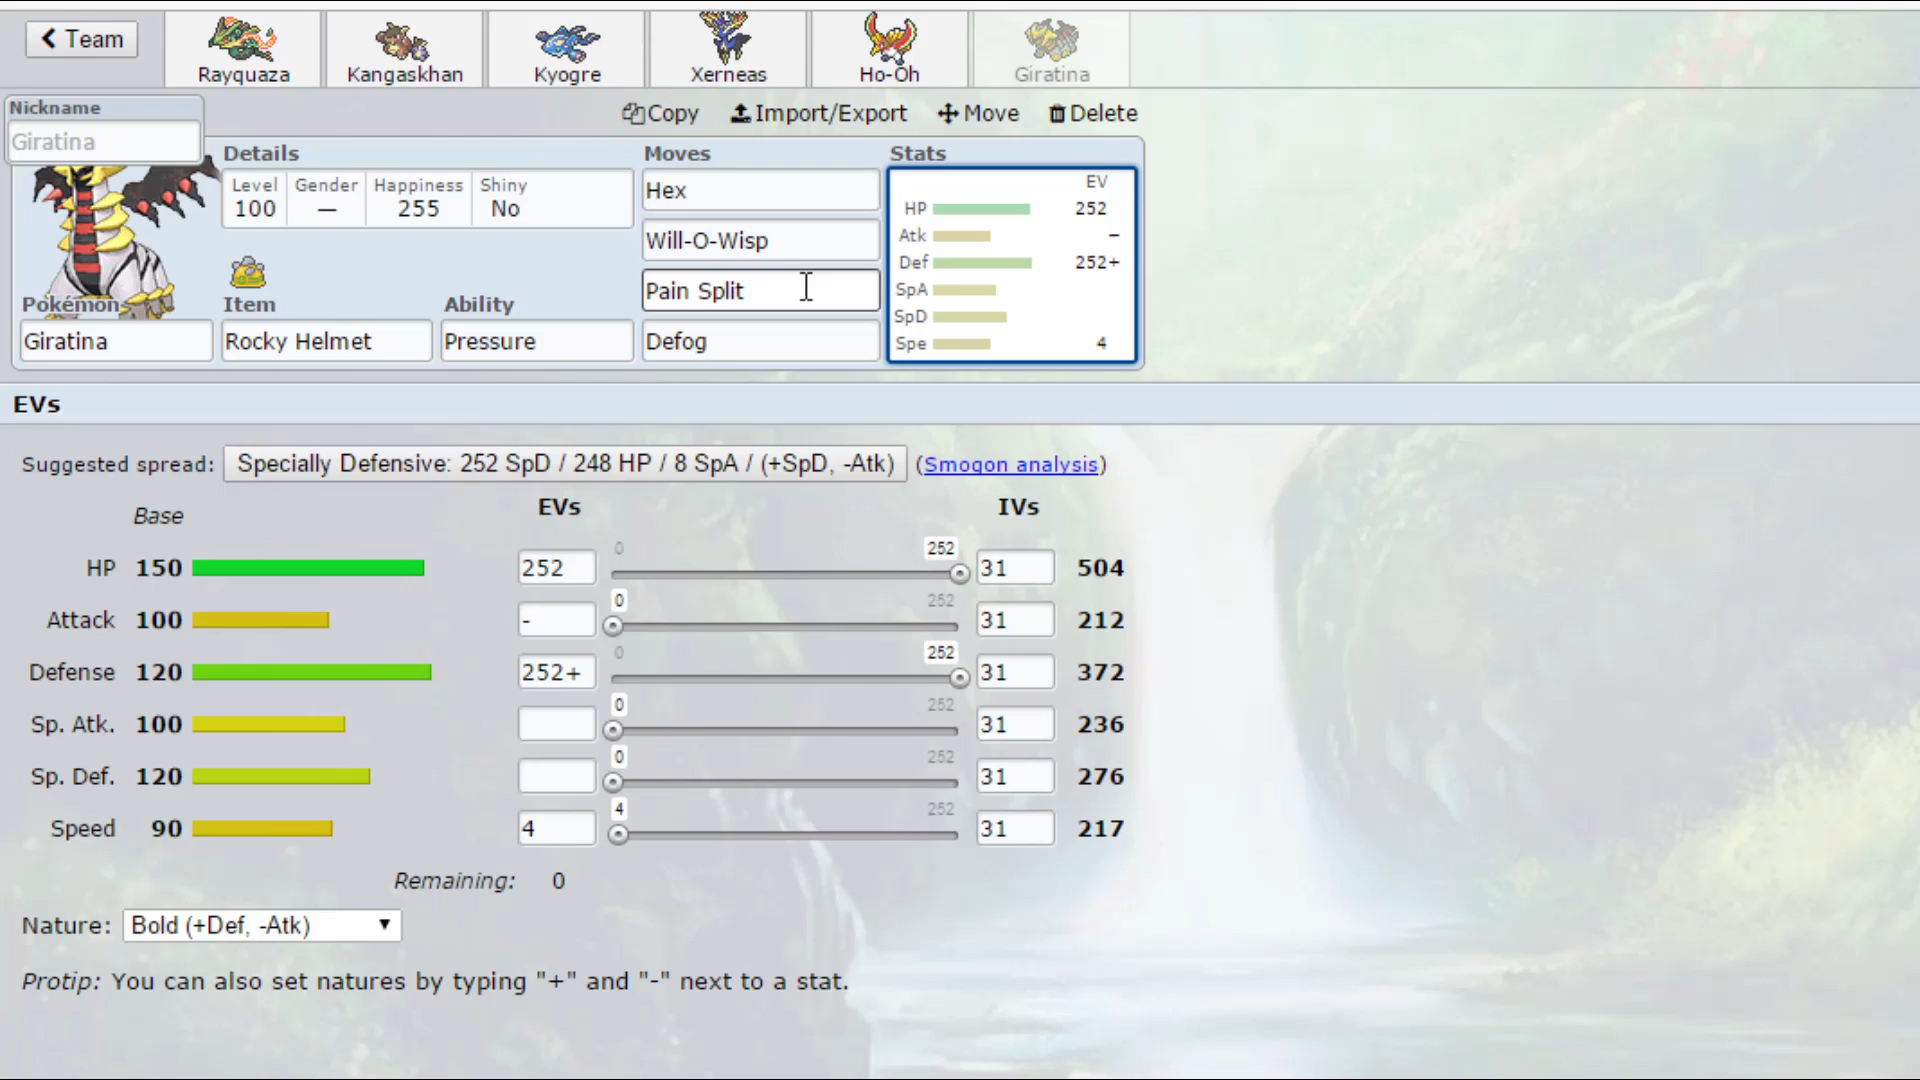 Team
Rayquaza
Kangaskhan
Kyogre
Xerneas
Ho-Oh
Giratina
Nickname
Giratina
Copy
Import/Export
Move
Delete
Details
Moves
Stats
Level
Gender
Happiness
Shiny
100
—
255
No
Hex
Will-O-Wisp
Pain Split
Defog
EV
HP 252
Atk −
Def 252+
SpA
SpD
Spe 4
Pokémon
Item
Ability
Giratina
Rocky Helmet
Pressure
EVs
Suggested spread: Specially Defensive: 252 SpD / 248 HP / 8 SpA / (+SpD, -Atk) (Smogon analysis)
Base EVs IVs
0 252
HP 150 252 31 504
0 252
Attack 100 - 31 212
0 252
Defense 120 252+ 31 372
0 252
Sp. Atk. 100 31 236
0 252
Sp. Def. 120 31 276
4 252
Speed 90 4 31 217
Remaining: 0
Nature: Bold (+Def, -Atk)
Protip: You can also set natures by typing "+" and "-" next to a stat.